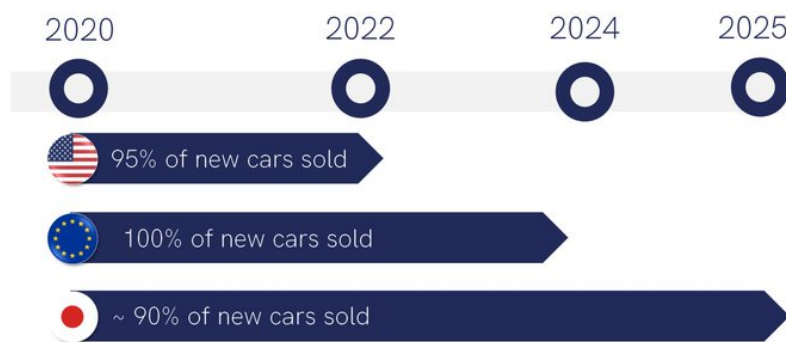 2020 2022 2024 2025
95% of new cars sold
100% of new cars sold
~ 90% of new cars sold